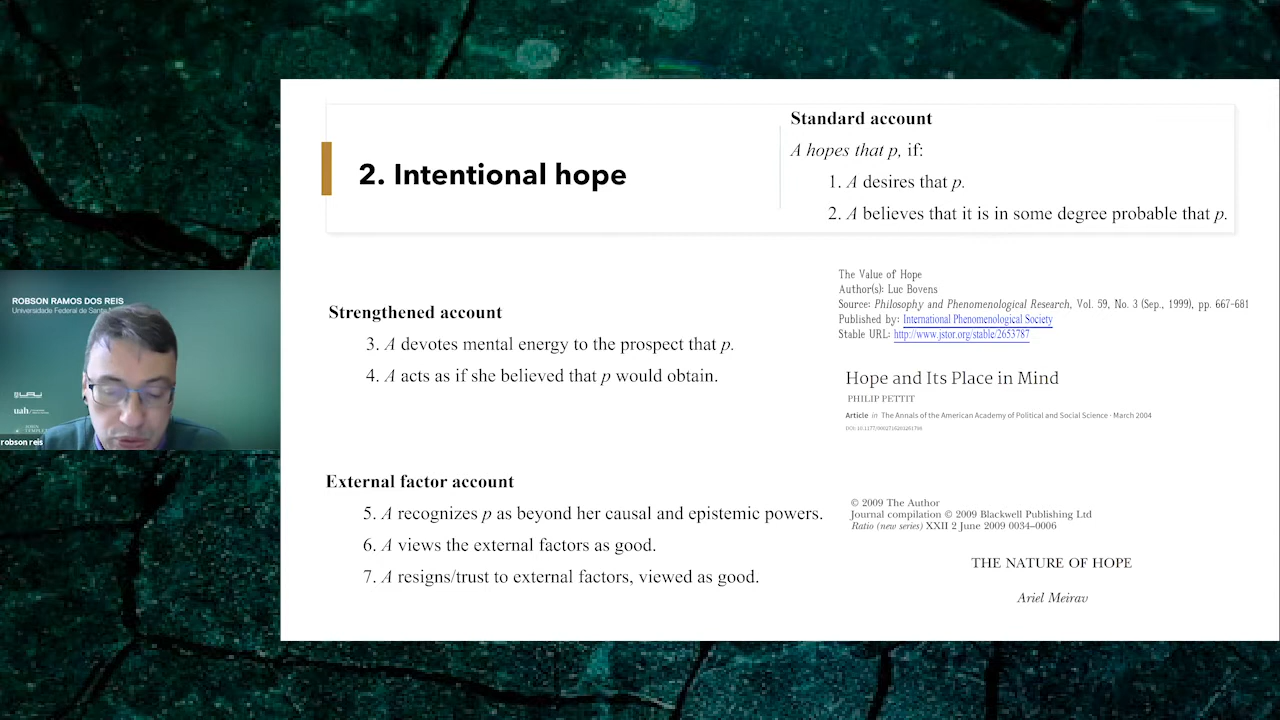 2. Intentional hope
Standard account
A hopes that p, if:
1. A desires that p.
2. A believes that it is in some degree probable that p.
Strengthened account
3. A devotes mental energy to the prospect that p.
4. A acts as if she believed that p would obtain.
The Value of Hope
Author(s): Luc Bovens
Source: Philosophy and Phenomenological Research, Vol. 59, No. 3 (Sep., 1999), pp. 667-681
Published by: International Phenomenological Society
Stable URL: http://www.jstor.org/stable/2653787
Hope and Its Place in Mind
PHILIP PETTIT
Article in The Annals of the American Academy of Political and Social Science · March 2004
External factor account
5. A recognizes p as beyond her causal and epistemic powers.
6. A views the external factors as good.
7. A resigns/trust to external factors, viewed as good.
© 2009 The Author
Journal compilation © 2009 Blackwell Publishing Ltd
Ratio (new series) XXII 2 June 2009 0034–0006
THE NATURE OF HOPE
Ariel Meirav
ROBSON RAMOS DOS REIS
Universidade Federal de Santa
uah
JOHN
robson reis